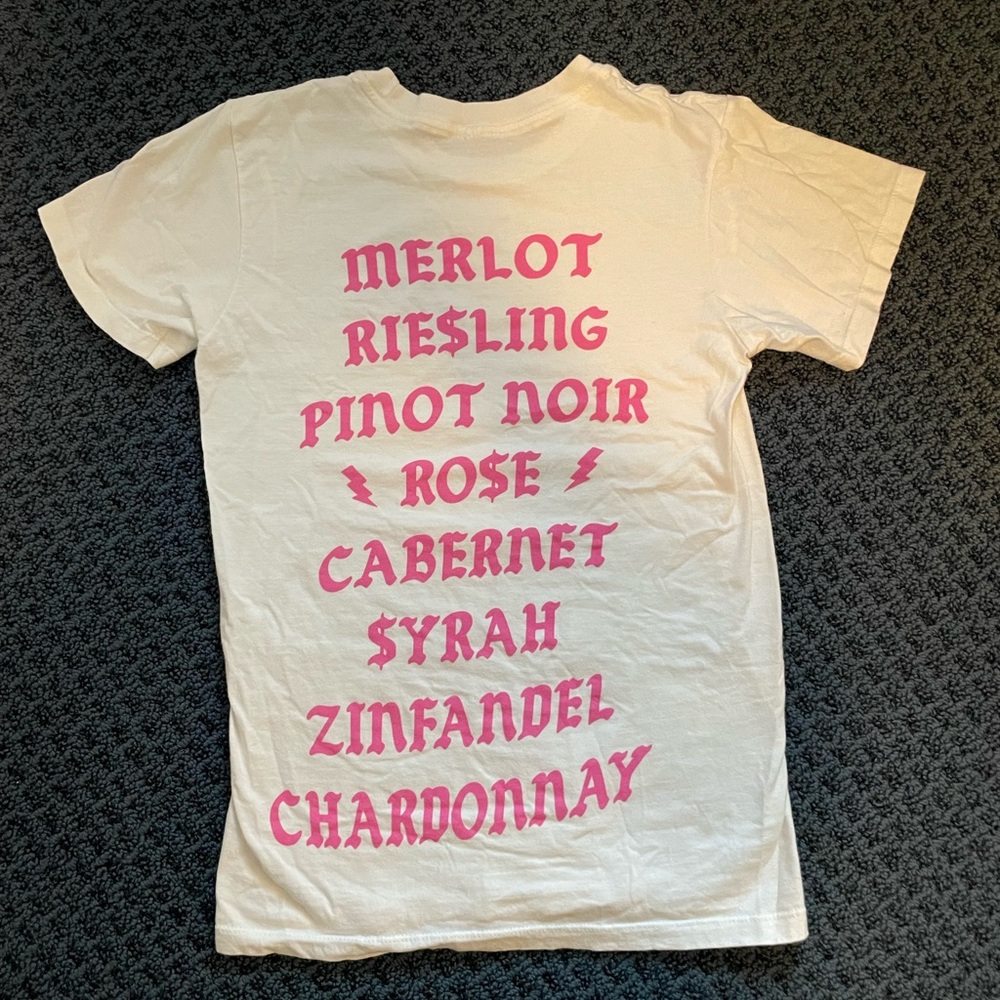 MERLOT
RIE$LING
PINOT NOIR
RO$E
CABERNET
$YRAH
ZINFANDEL
CHARDONNAY